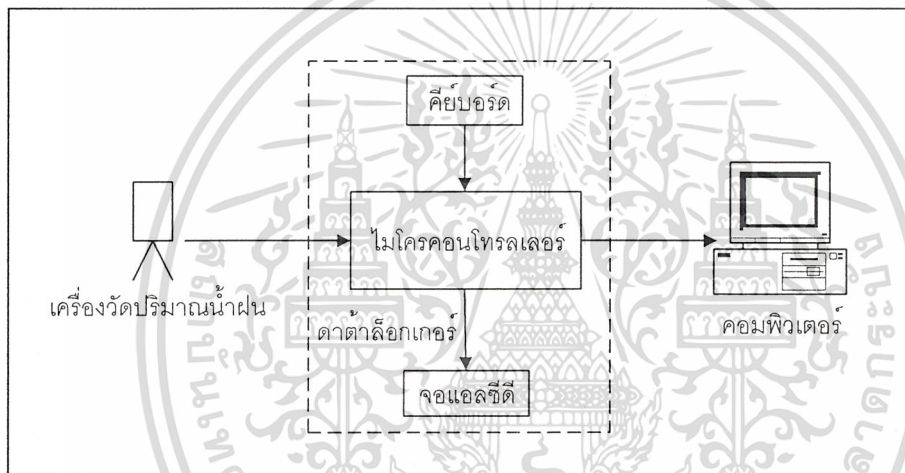 คีย์บอร์ด
ไมโครคอนโทรลเลอร์
เครื่องวัดปริมาณน้ำฝน
ดาต้าล็อกเกอร์
คอมพิวเตอร์
จอแอลซีดี